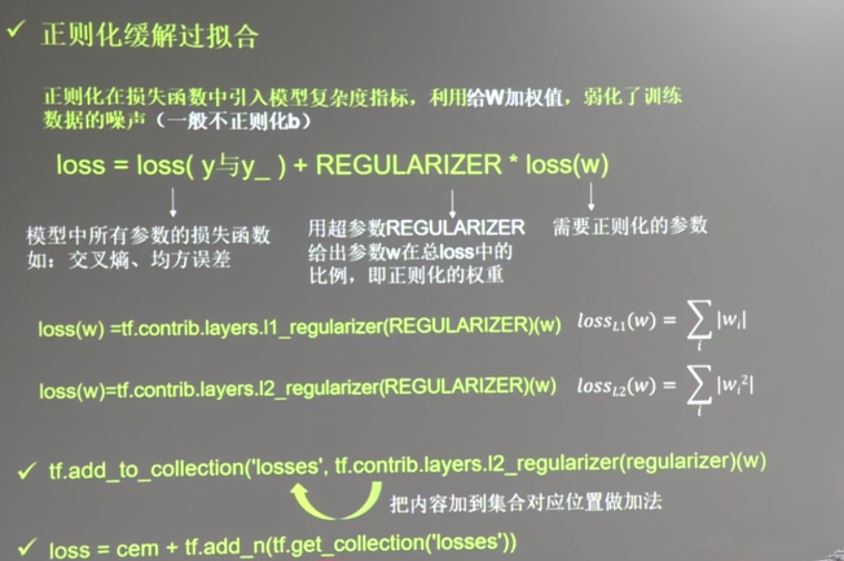 ✓ 正则化缓解过拟合
正则化在损失函数中引入模型复杂度指标，利用给W加权值，弱化了训练
数据的噪声（一般不正则化b）
loss = loss( y与y_ ) + REGULARIZER * loss(w)
模型中所有参数的损失函数
如：交叉熵、均方误差
用超参数REGULARIZER
给出参数w在总loss中的
比例，即正则化的权重
需要正则化的参数
loss(w) =tf.contrib.layers.l1_regularizer(REGULARIZER)(w) loss_{L1}(w) = ∑_i |w_i|
loss(w)=tf.contrib.layers.l2_regularizer(REGULARIZER)(w) loss_{L2}(w) = ∑_i |w_i²|
✓ tf.add_to_collection('losses', tf.contrib.layers.l2_regularizer(regularizer)(w)
把内容加到集合对应位置做加法
✓ loss = cem + tf.add_n(tf.get_collection('losses'))